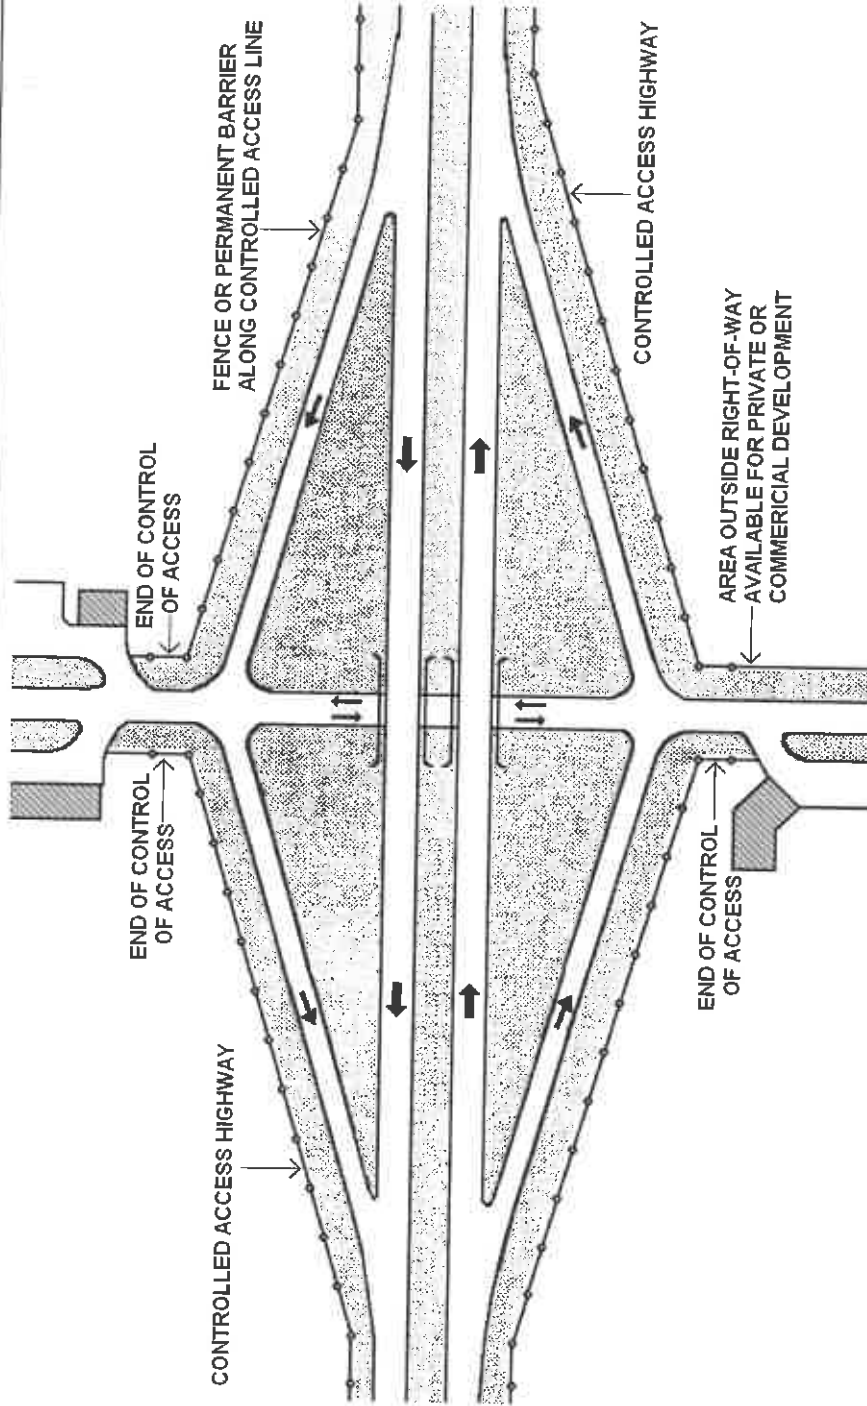 FENCE OR PERMANENT BARRIER
ALONG CONTROLLED ACCESS LINE
END OF CONTROL
OF ACCESS
END OF CONTROL
OF ACCESS
CONTROLLED ACCESS HIGHWAY
CONTROLLED ACCESS HIGHWAY
AREA OUTSIDE RIGHT-OF-WAY
AVAILABLE FOR PRIVATE OR
COMMERICIAL DEVELOPMENT
END OF CONTROL
OF ACCESS